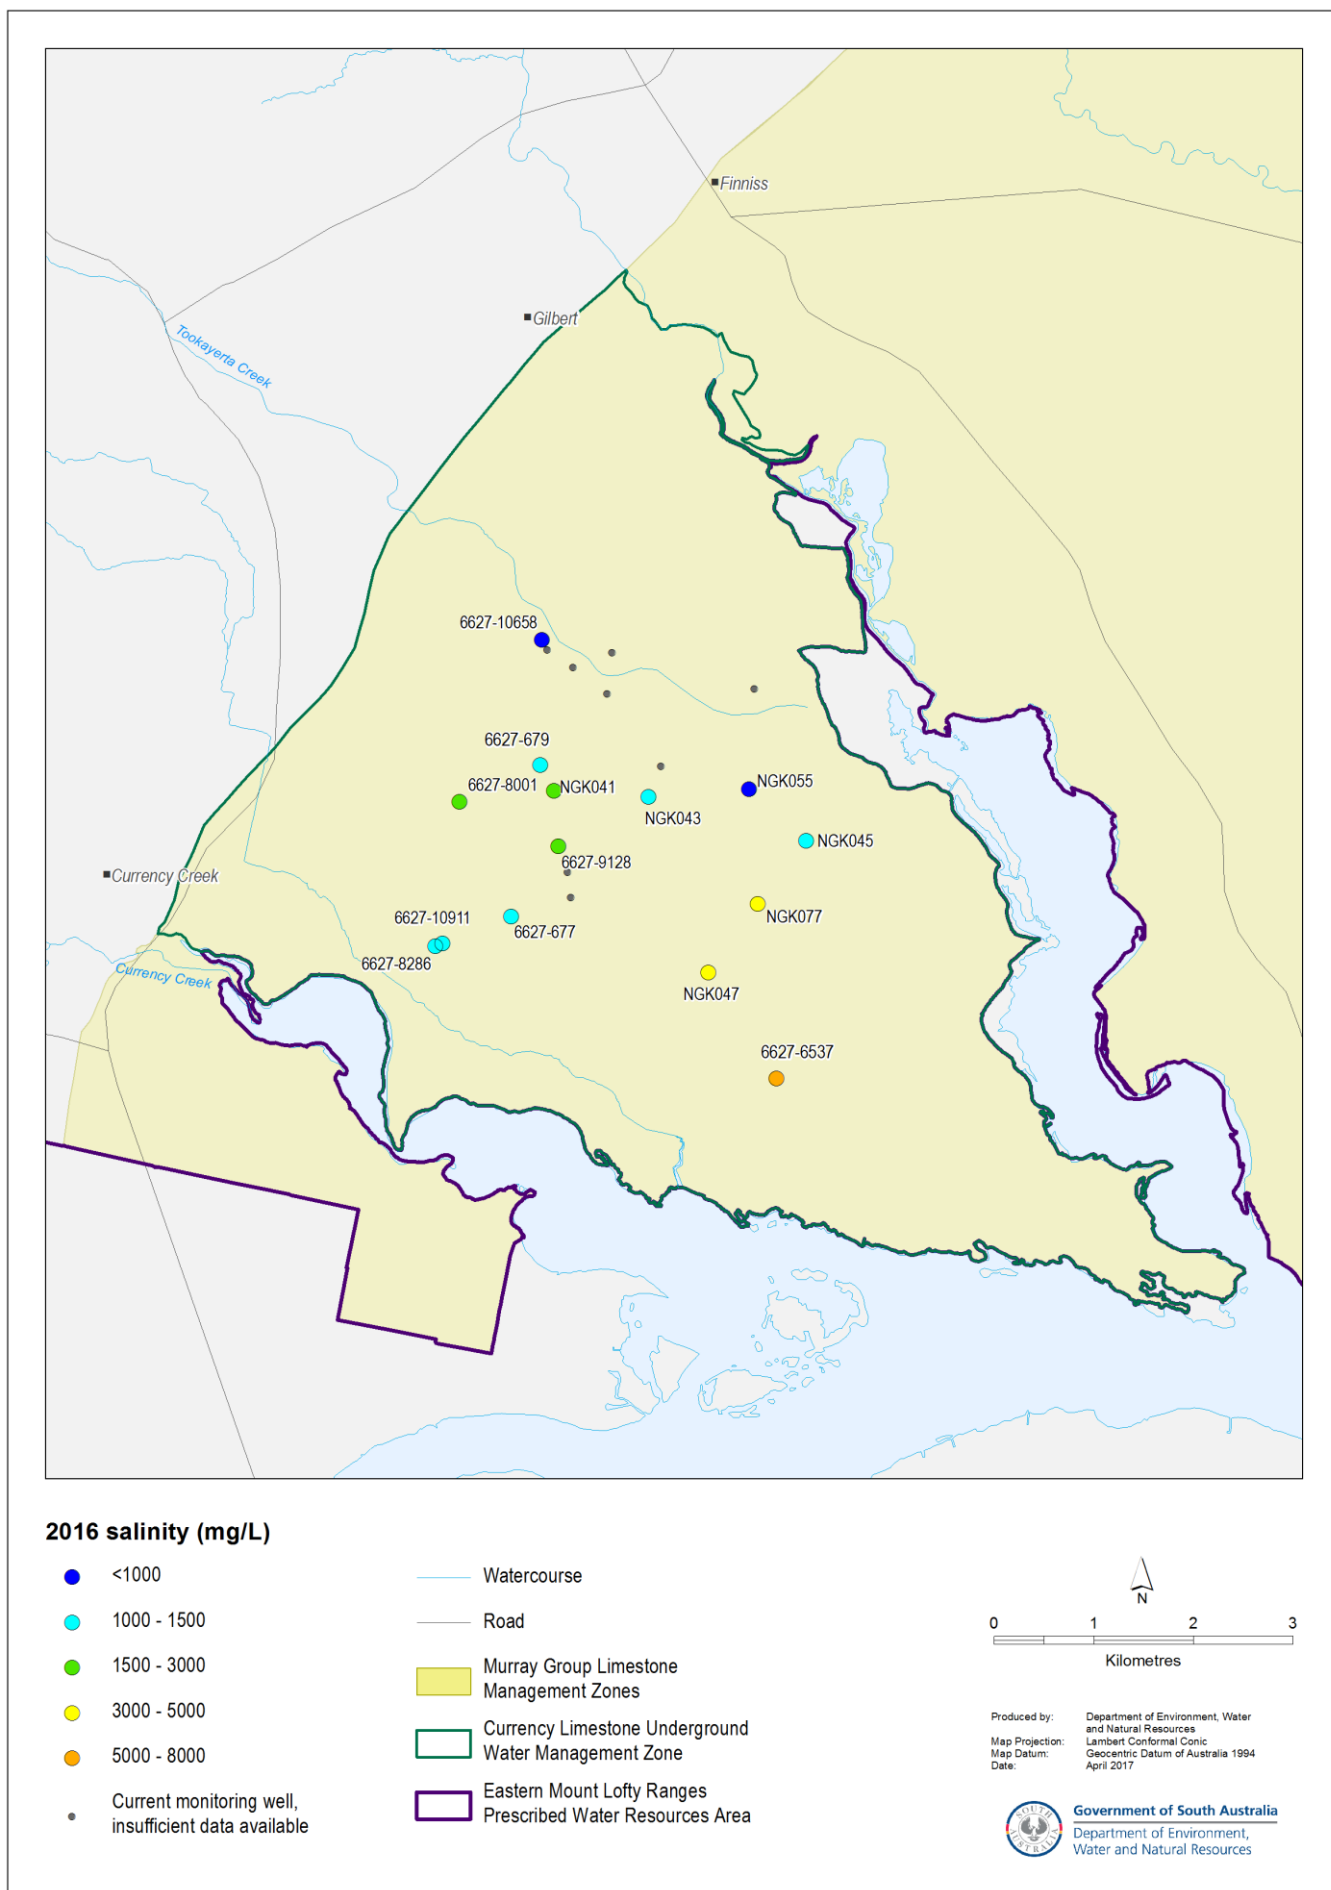 Finniss
Gilbert
Tookayerta Creek
6627-10658
6627-679
6627-8001
NGK041
NGK055
NGK043
NGK045
6627-9128
Currency Creek
NGK077
6627-10911
6627-677
6627-8286
Currency Creek
NGK047
6627-6537
2016 salinity (mg/L)
<1000
1000 - 1500
1500 - 3000
3000 - 5000
5000 - 8000
Current monitoring well,
insufficient data available
Watercourse
Road
Murray Group Limestone
Management Zones
Currency Limestone Underground
Water Management Zone
Eastern Mount Lofty Ranges
Prescribed Water Resources Area
N
0 1 2 3
Kilometres
Produced by: Department of Environment, Water
and Natural Resources
Map Projection: Lambert Conformal Conic
Map Datum: Geocentric Datum of Australia 1994
Date: April 2017
SOUTH AUSTRALIA
Government of South Australia
Department of Environment,
Water and Natural Resources